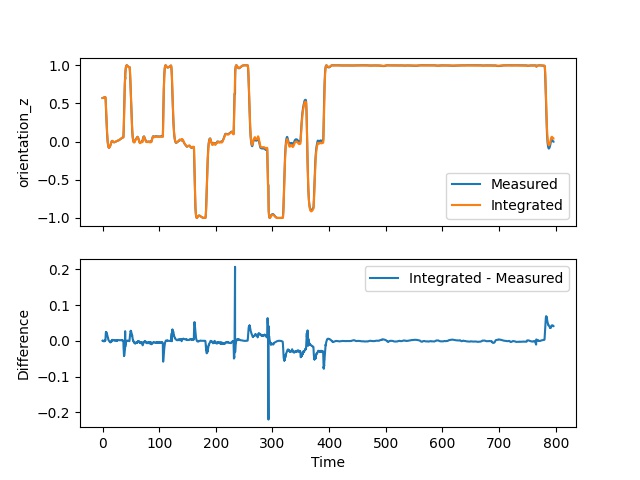 orientation_z
1.0
0.5
0.0
−0.5
−1.0
Measured
Integrated
Difference
0.2
0.1
0.0
−0.1
−0.2
Integrated - Measured
0 100 200 300 400 500 600 700 800
Time